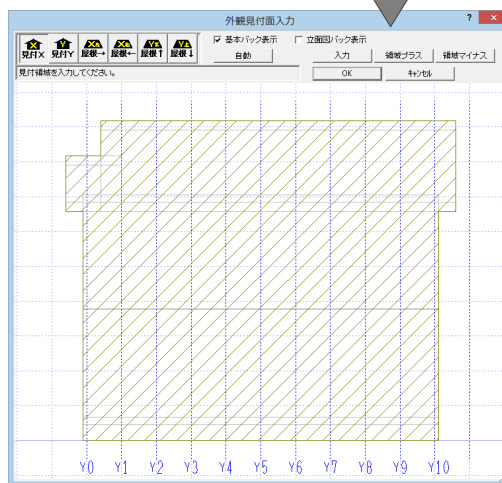 外観見付面入力 ? ×
X Y X→ X← Y↑ Y↓ ☑ 基本バック表示 □ 立面図バック表示
見付X 見付Y 屋根→ 屋根← 屋根↑ 屋根↓ 自動 入力 領域プラス 領域マイナス
見付領域を入力してください。 OK キャンセル
Y0 Y1 Y2 Y3 Y4 Y5 Y6 Y7 Y8 Y9 Y10